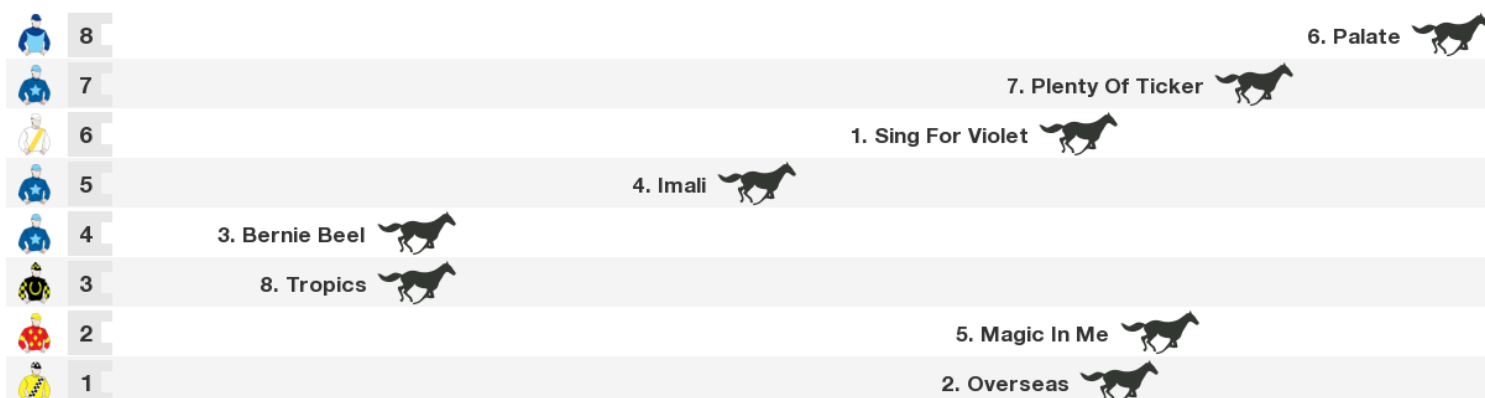 8 6. Palate
7 7. Plenty Of Ticker
6 1. Sing For Violet
5 4. Imali
4 3. Bernie Beel
3 8. Tropics
2 5. Magic In Me
1 2. Overseas